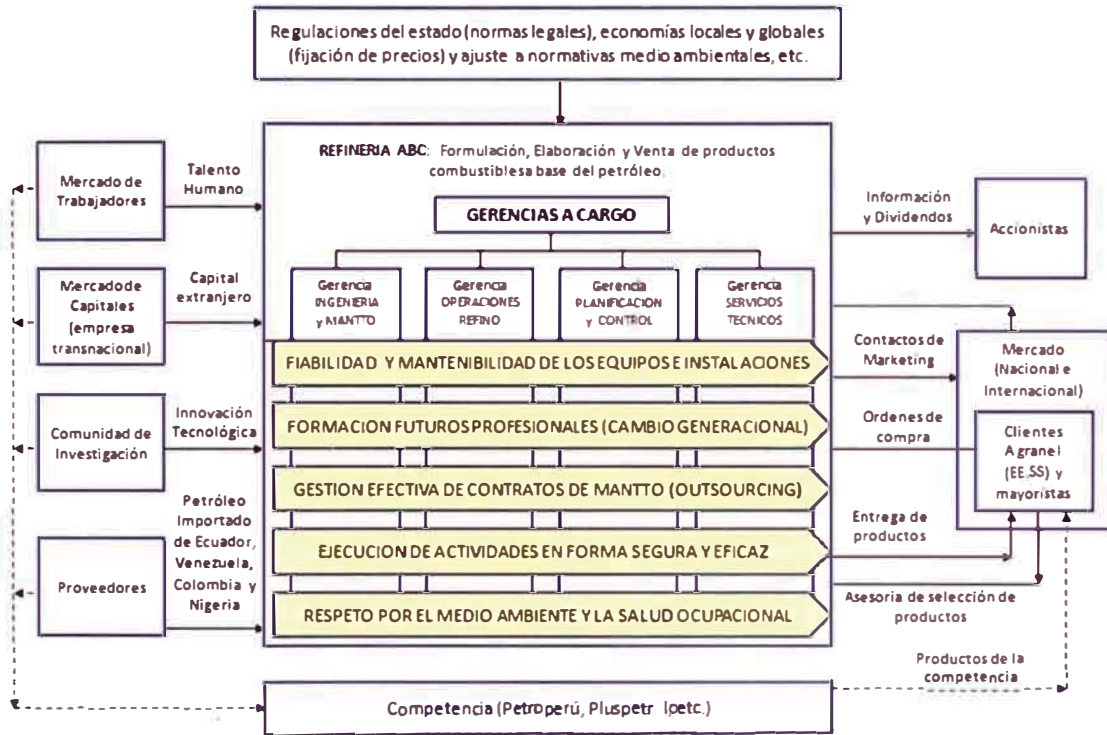 Regulaciones del estado (normas legales), economías locales y globales
(fijación de precios) y ajuste a normativas medio ambientales, etc.
REFINERIA ABC: Formulación, Elaboración y Venta de productos
combustiblesa base del petróleo.
GERENCIAS A CARGO
Gerencia
INGENIERIA
y MANTTO
Gerencia
OPERACIONES
REFINO
Gerencia
PLANIFICACION
y CONTROL
Gerencia
SERVICIOS
TECNICOS
FIABILIDAD Y MANTENIBILIDAD DE LOS EQUIPOS E INSTALACIONES
FORMACION FUTUROS PROFESIONALES (CAMBIO GENERACIONAL)
GESTION EFECTIVA DE CONTRATOS DE MANTTO (OUTSOURCING)
EJECUCION DE ACTIVIDADES EN FORMA SEGURA Y EFICAZ
RESPETO POR EL MEDIO AMBIENTE Y LA SALUD OCUPACIONAL
Mercado de
Trabajadores
Talento
Humano
Mercado de
Capitales
(empresa
transnacional)
Capital
extranjero
Comunidad de
Investigación
Innovación
Tecnológica
Proveedores
Petróleo
Importado
de Ecuador,
Venezuela,
Colombia y
Nigeria
Información
y Dividendos
Accionistas
Contactos de
Marketing
Mercado
(Nacional e
Internacional)
Ordenes de
compra
Clientes
Agranel
(EE.SS) y
mayoristas
Entrega de
productos
Asesoria de selección de
productos
Productos de la
competencia
Competencia (Petroperú, etc.)